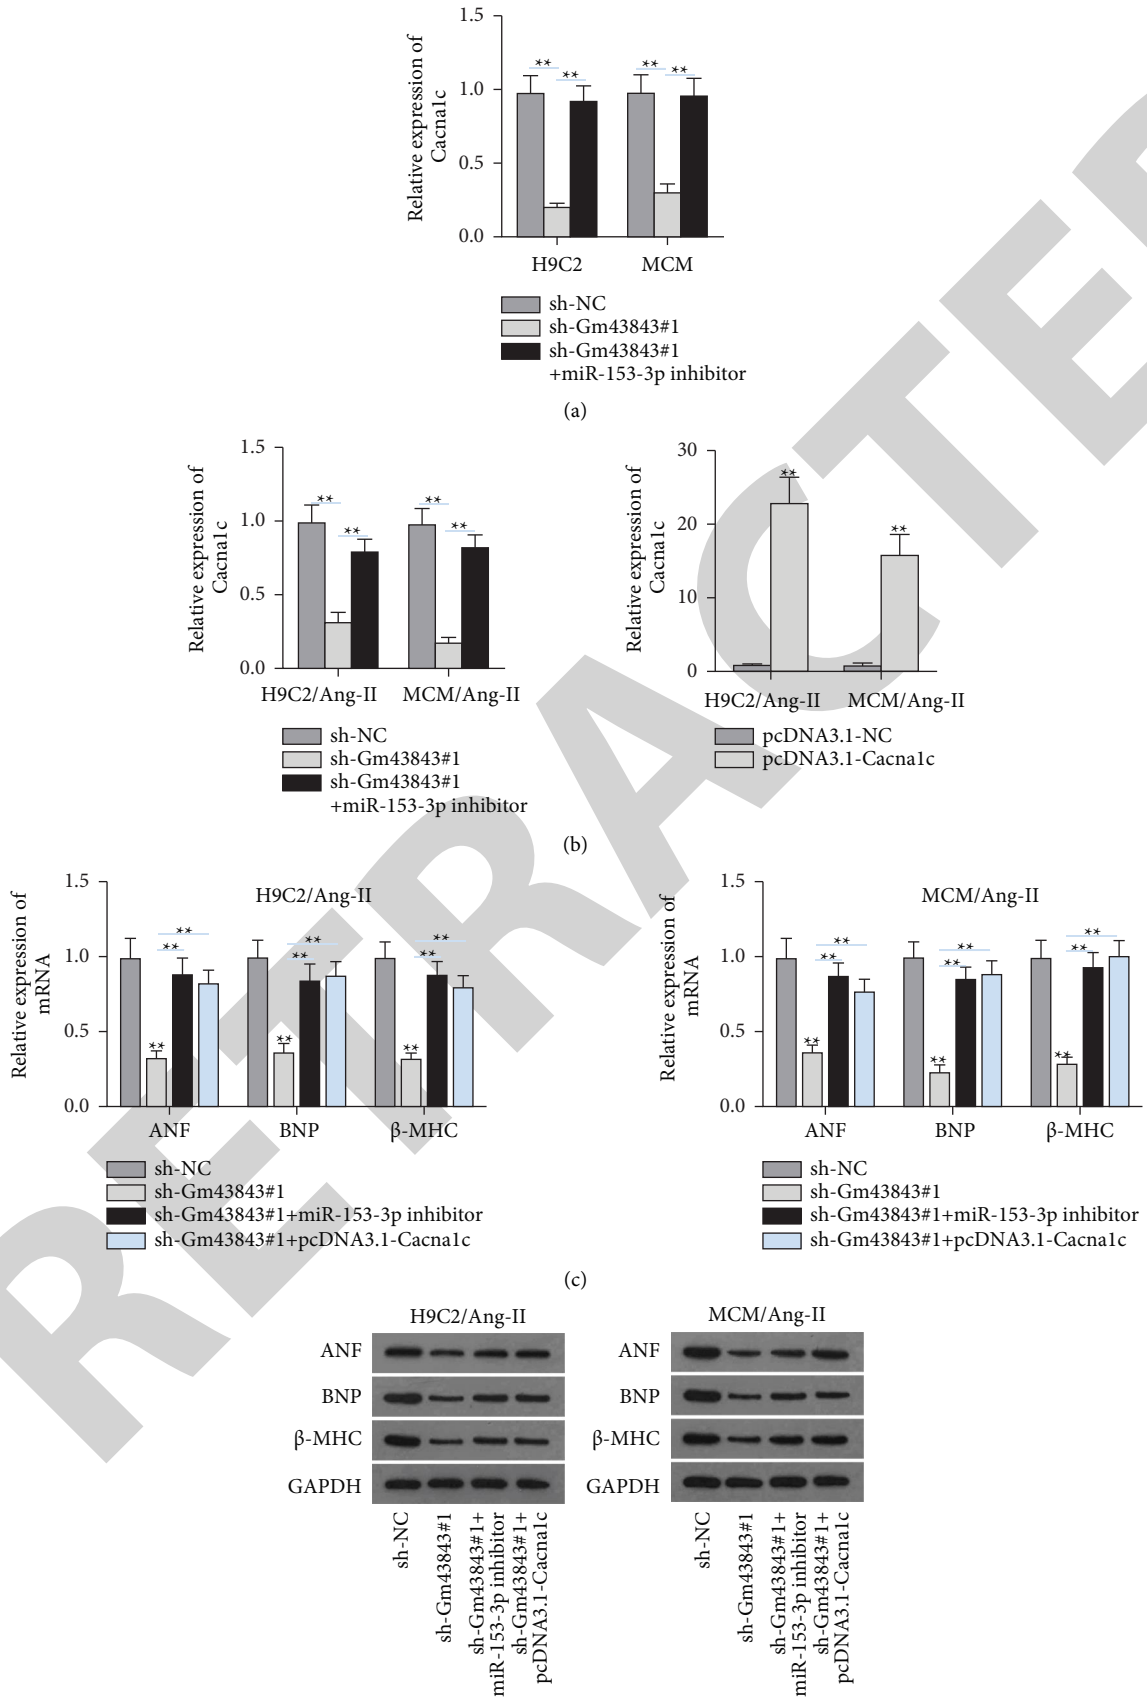 RETRACTED
1.5
1.0
0.5
0.0
Relative expression of
Cacna1c
**
**
**
**
H9C2
MCM
sh-NC
sh-Gm43843#1
sh-Gm43843#1
+miR-153-3p inhibitor
(a)
1.5
1.0
0.5
0.0
Relative expression of
Cacna1c
**
**
**
**
H9C2/Ang-II
MCM/Ang-II
sh-NC
sh-Gm43843#1
sh-Gm43843#1
+miR-153-3p inhibitor
30
20
10
0
Relative expression of
Cacna1c
**
**
H9C2/Ang-II
MCM/Ang-II
pcDNA3.1-NC
pcDNA3.1-Cacna1c
(b)
H9C2/Ang-II
1.5
1.0
0.5
0.0
Relative expression of
mRNA
**
**
**
**
**
**
**
**
**
ANF
BNP
β-MHC
sh-NC
sh-Gm43843#1
sh-Gm43843#1+miR-153-3p inhibitor
sh-Gm43843#1+pcDNA3.1-Cacna1c
MCM/Ang-II
1.5
1.0
0.5
0.0
Relative expression of
mRNA
**
**
**
**
**
**
**
**
**
ANF
BNP
β-MHC
sh-NC
sh-Gm43843#1
sh-Gm43843#1+miR-153-3p inhibitor
sh-Gm43843#1+pcDNA3.1-Cacna1c
(c)
H9C2/Ang-II
ANF
BNP
β-MHC
GAPDH
sh-NC
sh-Gm43843#1
sh-Gm43843#1+
miR-153-3p inhibitor
sh-Gm43843#1+
pcDNA3.1-Cacna1c
MCM/Ang-II
ANF
BNP
β-MHC
GAPDH
sh-NC
sh-Gm43843#1
sh-Gm43843#1+
miR-153-3p inhibitor
sh-Gm43843#1+
pcDNA3.1-Cacna1c